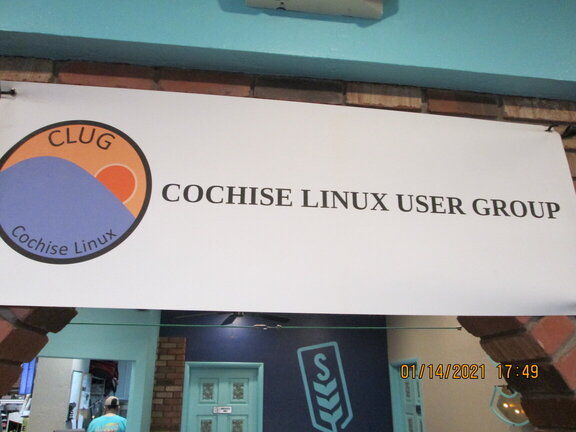 CLUG
Cochise Linux
COCHISE LINUX USER GROUP
S
01/14/2021 17:49